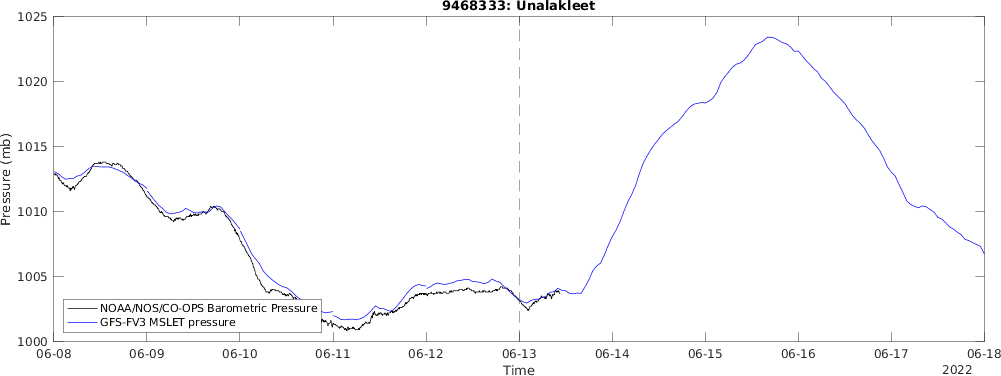 9468333: Unalakleet
1025
1020
1015
1010
1005
1000
Pressure (mb)
NOAA/NOS/CO-OPS Barometric Pressure
GFS-FV3 MSLET pressure
06-08 06-09 06-10 06-11 06-12 06-13 06-14 06-15 06-16 06-17 06-18
Time
2022